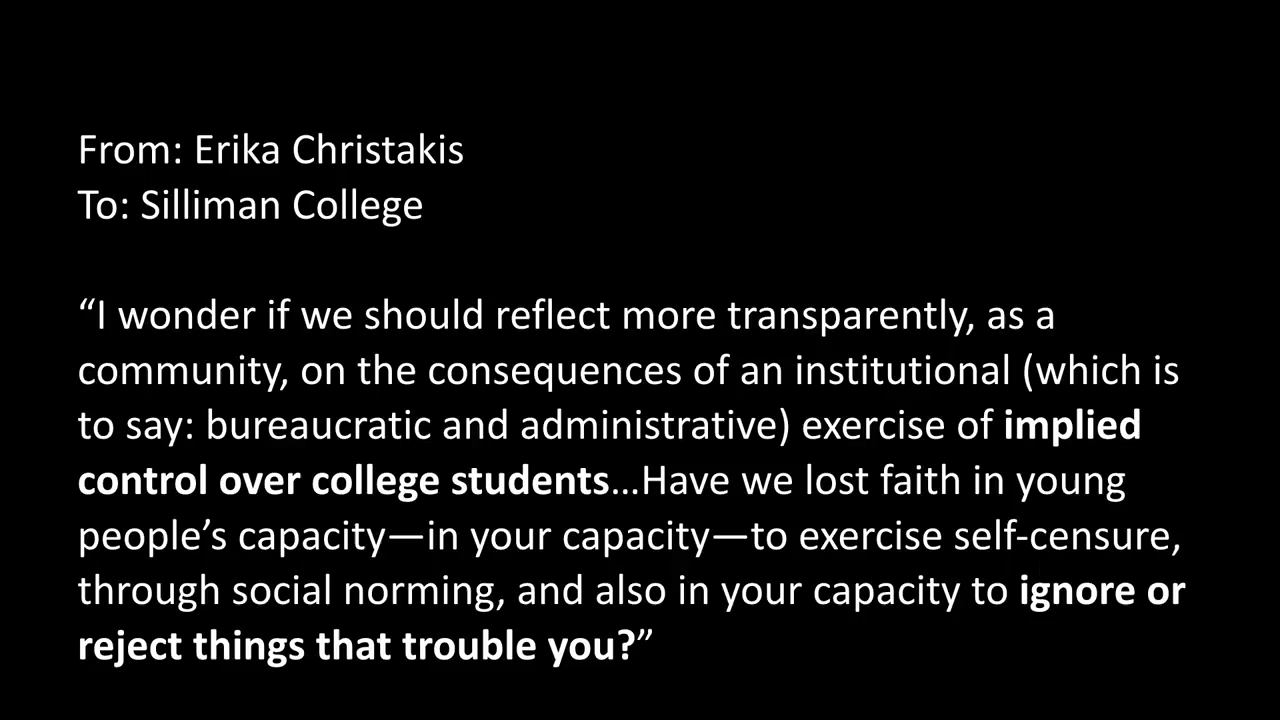 From: Erika Christakis
To: Silliman College
“I wonder if we should reflect more transparently, as a
community, on the consequences of an institutional (which is
to say: bureaucratic and administrative) exercise of implied
control over college students…Have we lost faith in young
people’s capacity—in your capacity—to exercise self-censure,
through social norming, and also in your capacity to ignore or
reject things that trouble you?”